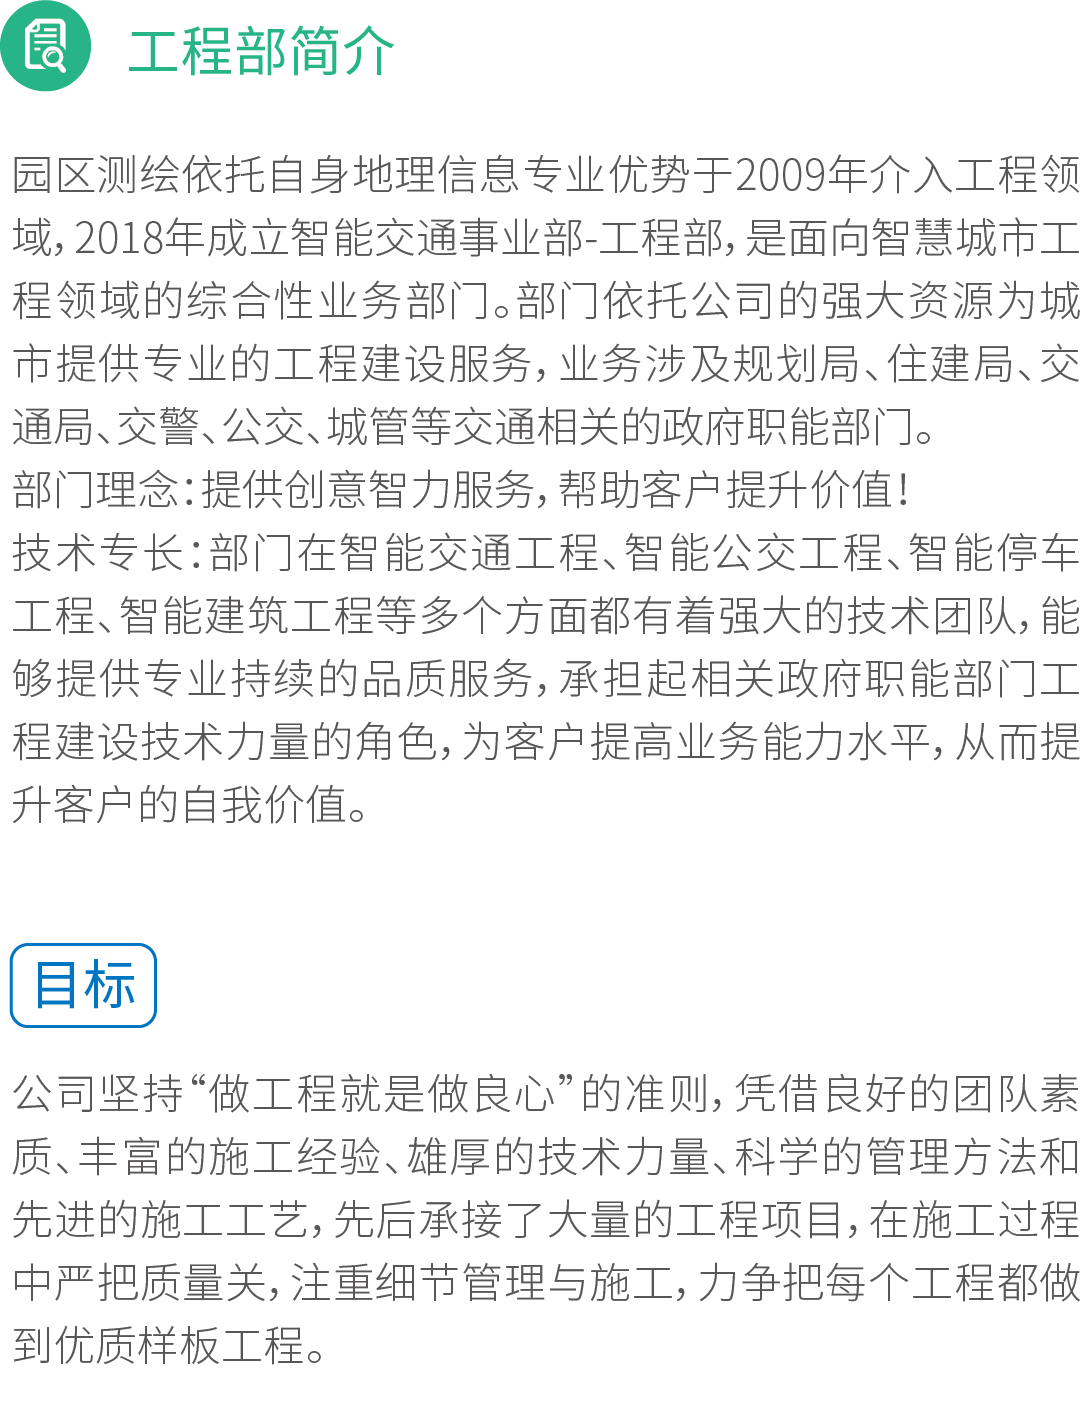 工程部简介
园区测绘依托自身地理信息专业优势于2009年介入工程领
域，2018年成立智能交通事业部-工程部，是面向智慧城市工
程领域的综合性业务部门。部门依托公司的强大资源为城
市提供专业的工程建设服务，业务涉及规划局、住建局、交
通局、交警、公交、城管等交通相关的政府职能部门。
部门理念：提供创意智力服务，帮助客户提升价值！
技术专长：部门在智能交通工程、智能公交工程、智能停车
工程、智能建筑工程等多个方面都有着强大的技术团队，能
够提供专业持续的品质服务，承担起相关政府职能部门工
程建设技术力量的角色，为客户提高业务能力水平，从而提
升客户的自我价值。
目标
公司坚持“做工程就是做良心”的准则，凭借良好的团队素
质、丰富的施工经验、雄厚的技术力量、科学的管理方法和
先进的施工工艺，先后承接了大量的工程项目，在施工过程
中严把质量关，注重细节管理与施工，力争把每个工程都做
到优质样板工程。